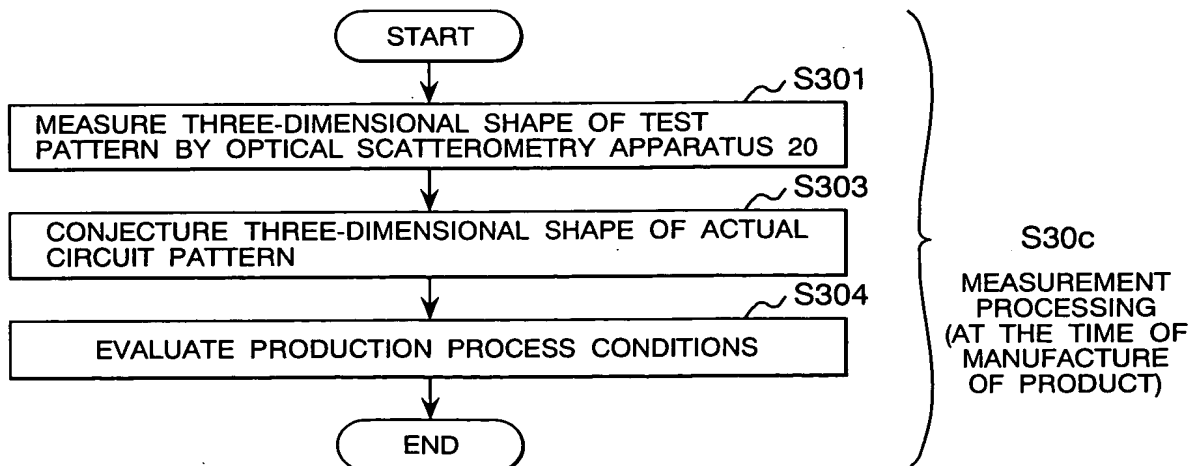 START
S301
MEASURE THREE-DIMENSIONAL SHAPE OF TEST
PATTERN BY OPTICAL SCATTEROMETRY APPARATUS 20
S303
CONJECTURE THREE-DIMENSIONAL SHAPE OF ACTUAL
CIRCUIT PATTERN
S304
EVALUATE PRODUCTION PROCESS CONDITIONS
END
S30c
MEASUREMENT
PROCESSING
(AT THE TIME OF
MANUFACTURE
OF PRODUCT)